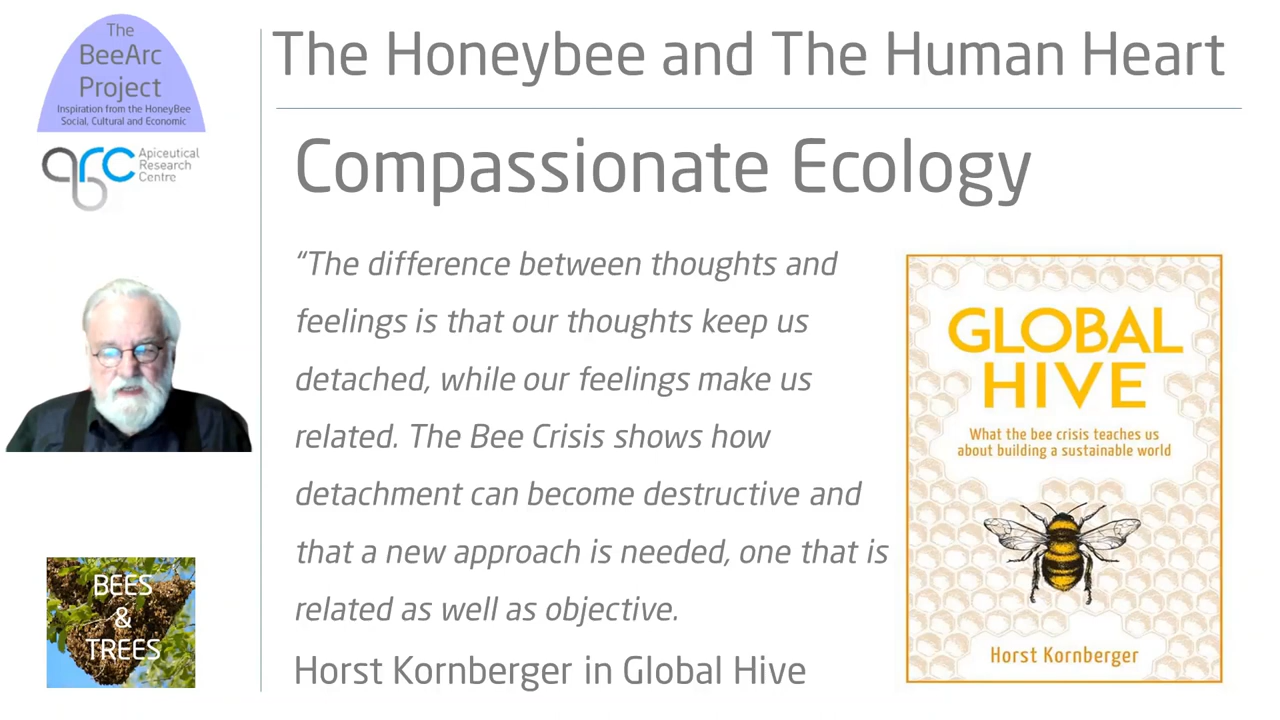 The
BeeArc
Project
Inspiration from the HoneyBee
Social, Cultural and Economic
arc
Apiceutical
Research
Centre
BEES
&
TREES
The Honeybee and The Human Heart
Compassionate Ecology
“The difference between thoughts and
feelings is that our thoughts keep us
detached, while our feelings make us
related. The Bee Crisis shows how
detachment can become destructive and
that a new approach is needed, one that is
related as well as objective.
Horst Kornberger in Global Hive
GLOBAL
HIVE
What the bee crisis teaches us
about building a sustainable world
Horst Kornberger